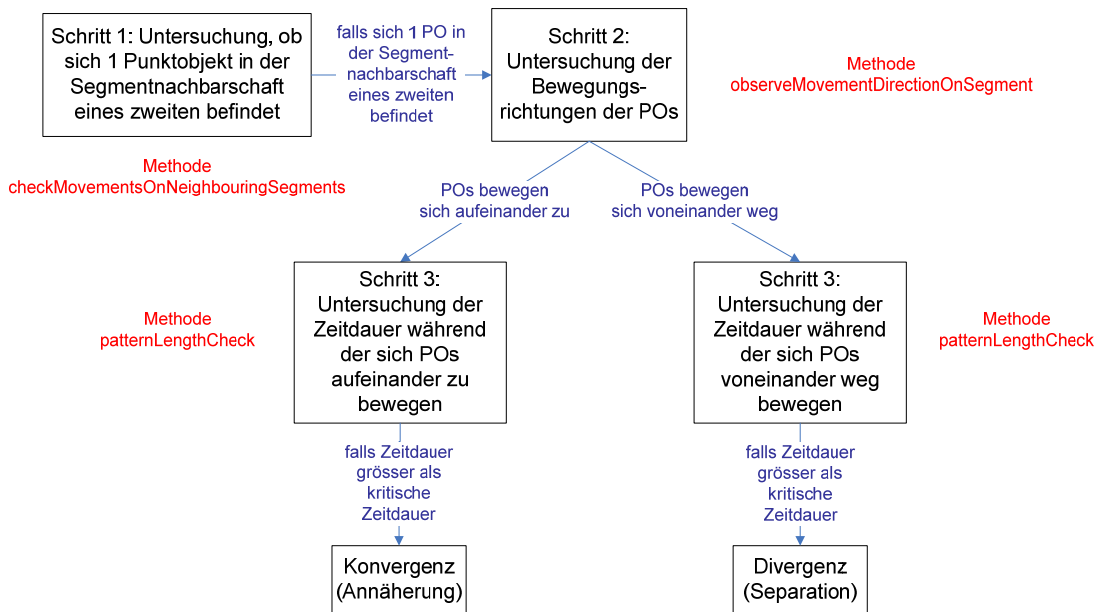 Schritt 1: Untersuchung, ob
sich 1 Punktobjekt in der
Segmentnachbarschaft
eines zweiten befindet
falls sich 1 PO in
der Segment-
nachbarschaft
eines zweiten
befindet
Schritt 2:
Untersuchung der
Bewegungs-
richtungen der POs
Methode
observeMovementDirectionOnSegment
Methode
checkMovementsOnNeighbouringSegments
POs bewegen
sich aufeinander zu
POs bewegen
sich voneinander weg
Methode
patternLengthCheck
Schritt 3:
Untersuchung der
Zeitdauer während
der sich POs
aufeinander zu
bewegen
Schritt 3:
Untersuchung der
Zeitdauer während
der sich POs
voneinander weg
bewegen
Methode
patternLengthCheck
falls Zeitdauer
grösser als
kritische
Zeitdauer
falls Zeitdauer
grösser als
kritische
Zeitdauer
Konvergenz
(Annäherung)
Divergenz
(Separation)